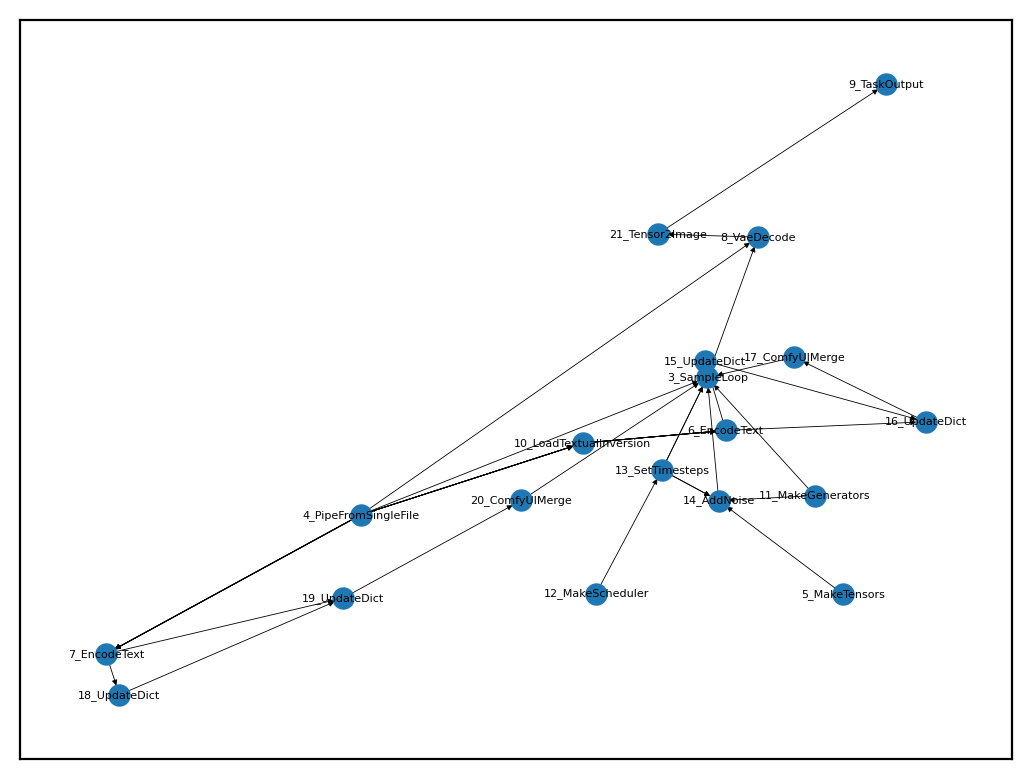 9_TaskOutput
21_Tensor2Image
8_VaeDecode
15_UpdateDict
17_ComfyUIMerge
3_SampleLoop
16_UpdateDict
6_EncodeText
10_LoadTextualInversion
13_SetTimesteps
11_MakeGenerators
14_AddNoise
20_ComfyUIMerge
4_PipeFromSingleFile
12_MakeScheduler
5_MakeTensors
19_UpdateDict
7_EncodeText
18_UpdateDict